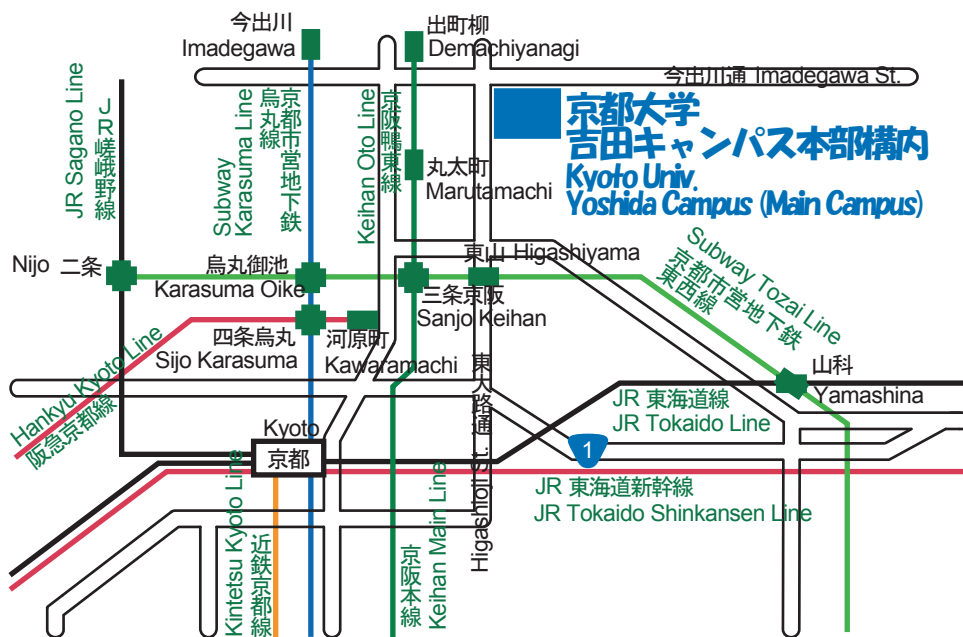 今出川
Imadegawa
出町柳
Demachiyanagi
今出川通 Imadegawa St.
JR Sagano Line
JR嵯峨野線
Subway
Karasuma Line
京都市営地下鉄
烏丸線
Keihan Oto Line
京阪鴨東線
丸太町
Marutamachi
京都大学
吉田キャンパス本部構内
Kyoto Univ.
Yoshida Campus (Main Campus)
Nijo 二条
烏丸御池
Karasuma Oike
東山 Higashiyama
三条京阪
Sanjo Keihan
Subway Tozai Line
京都市営地下鉄
東西線
四条烏丸
Sijo Karasuma
河原町
Kawaramachi
Hankyu Kyoto Line
阪急京都線
東大路通
Higashioji St.
山科
Yamashina
JR 東海道線
JR Tokaido Line
Kyoto
京都
1
JR 東海道新幹線
JR Tokaido Shinkansen Line
Kintetsu Kyoto Line
近鉄京都線
京阪本線
Keihan Main Line